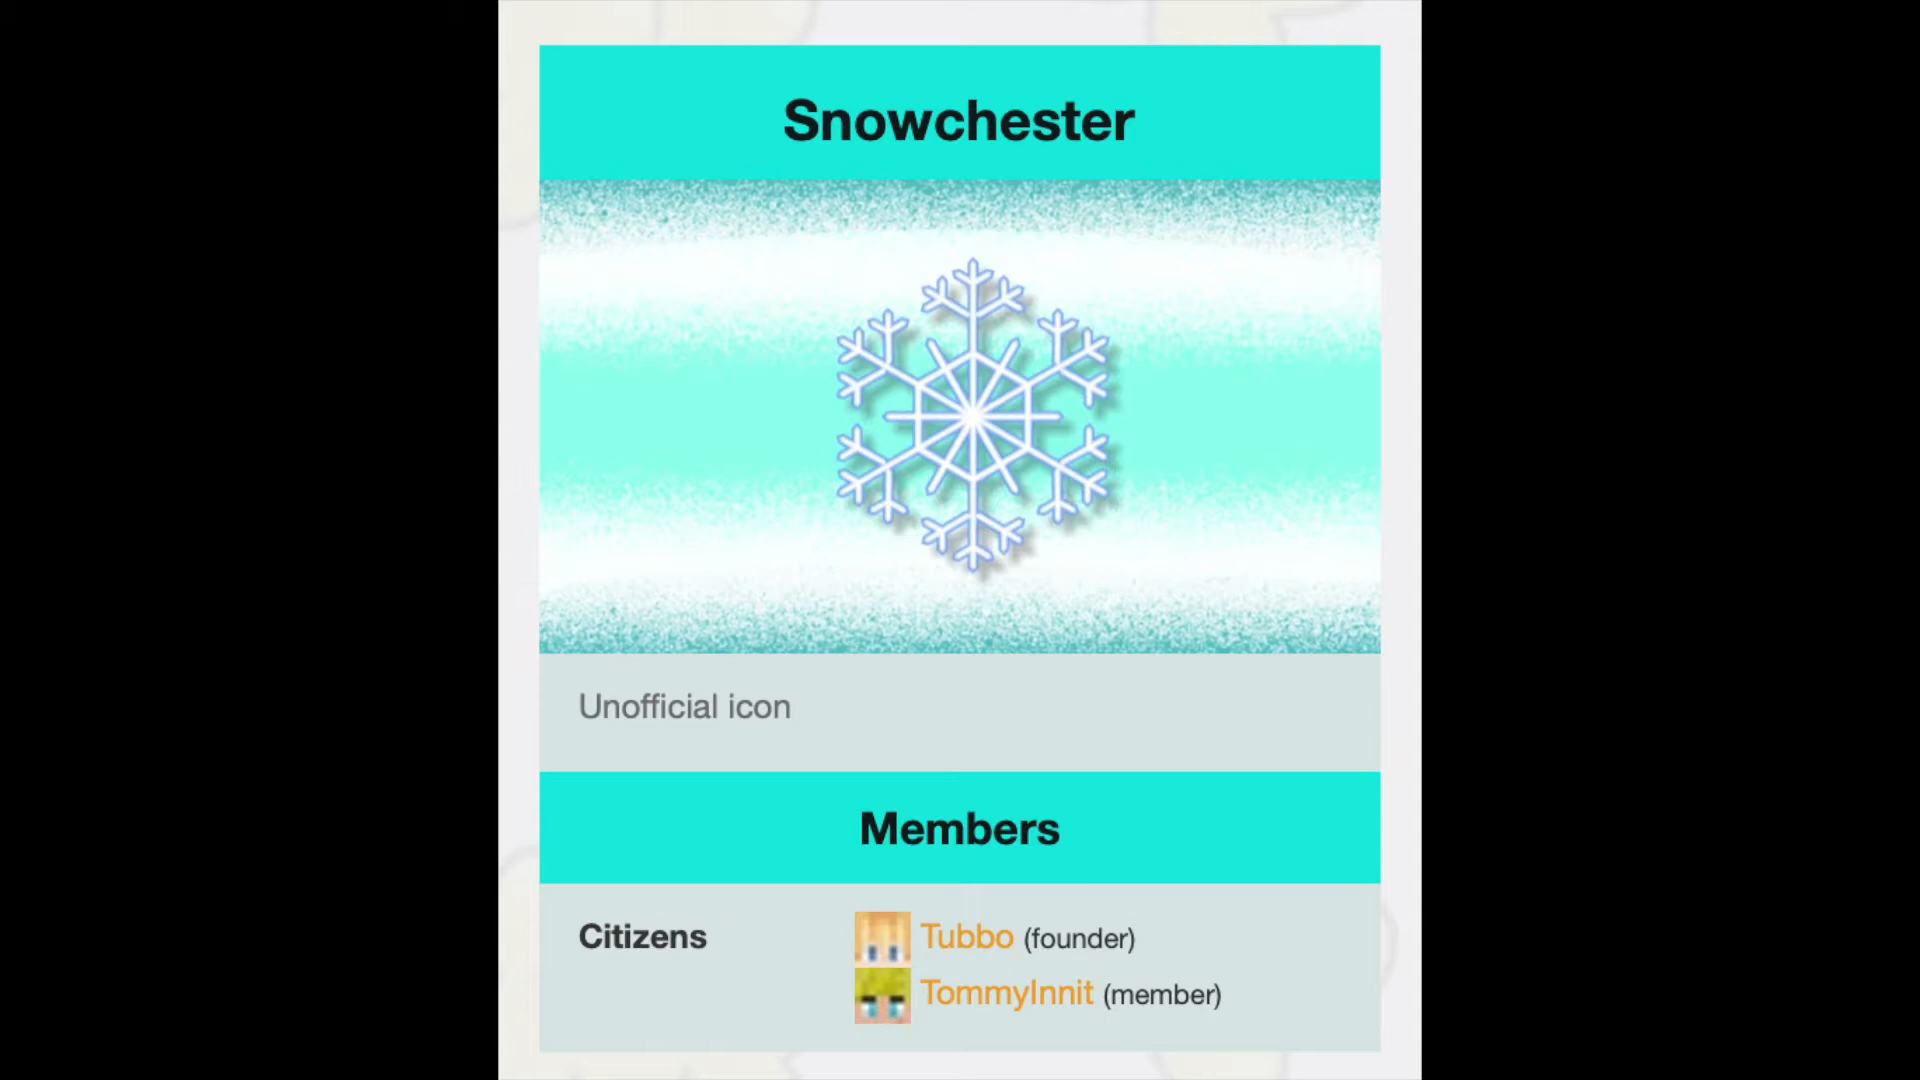 Snowchester
Unofficial icon
Members
Citizens Tubbo (founder)
TommyInnit (member)